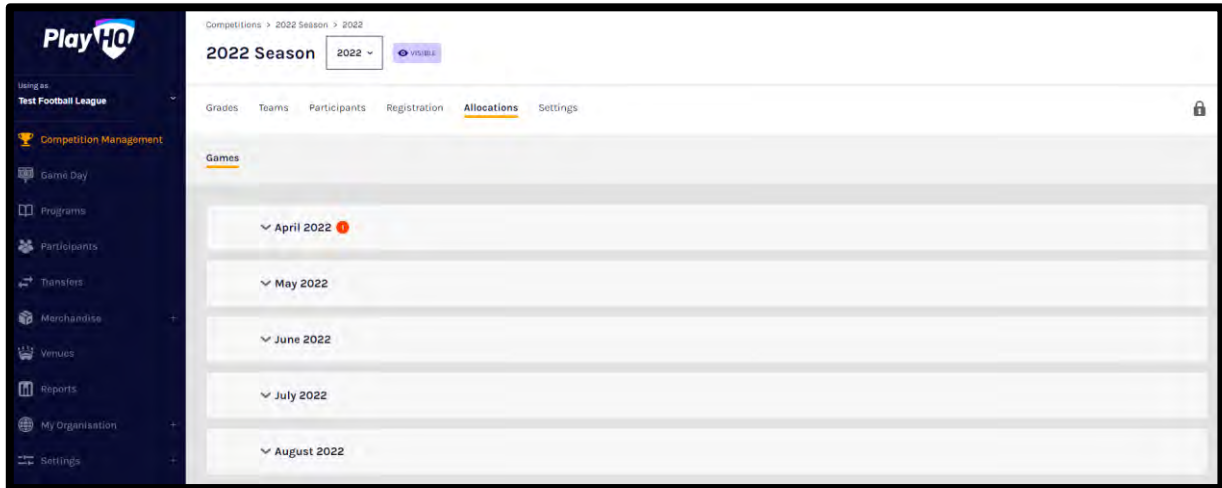 PlayHQ
Using as
Test Football League
Competition Management
Game Day
Programs
Participants
Transfers
Merchandise +
Venues
Reports
My Organisation +
Settings +
Competitions > 2022 Season > 2022
2022 Season 2022 VISIBLE
Grades Teams Participants Registration Allocations Settings
Games
April 2022 !
May 2022
June 2022
July 2022
August 2022